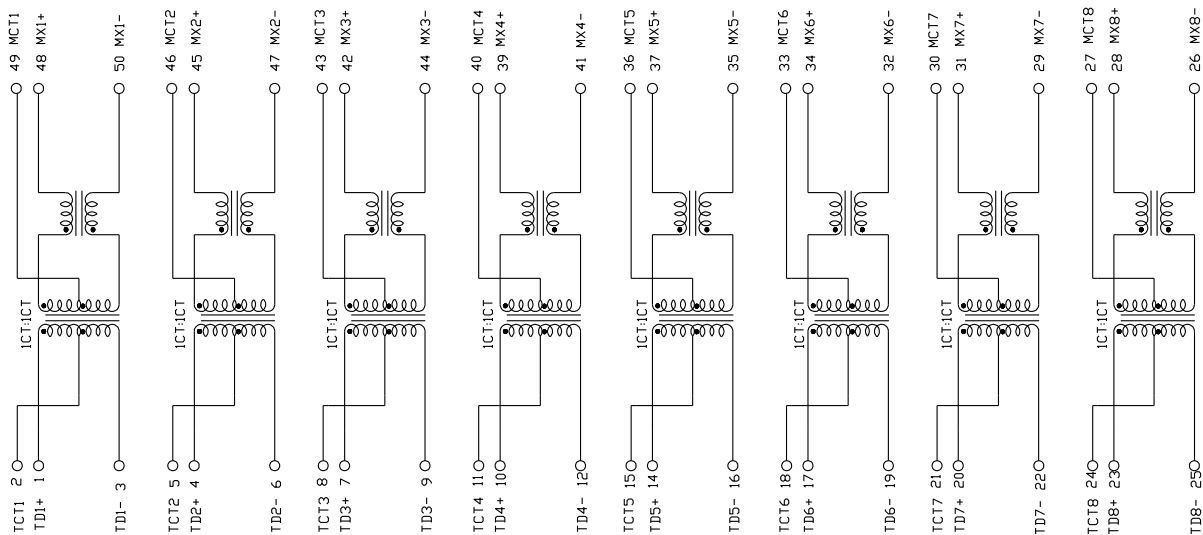 49 MCT1
48 MX1+
50 MX1-
46 MCT2
45 MX2+
47 MX2-
43 MCT3
42 MX3+
44 MX3-
40 MCT4
39 MX4+
41 MX4-
36 MCT5
37 MX5+
35 MX5-
33 MCT6
34 MX6+
32 MX6-
30 MCT7
31 MX7+
29 MX7-
27 MCT8
28 MX8+
26 MX8-
1CT:1CT
1CT:1CT
1CT:1CT
1CT:1CT
1CT:1CT
1CT:1CT
1CT:1CT
1CT:1CT
TCT1 2
TD1+ 1
TD1- 3
TCT2 5
TD2+ 4
TD2- 6
TCT3 8
TD3+ 7
TD3- 9
TCT4 11
TD4+ 10
TD4- 12
TCT5 15
TD5+ 14
TD5- 16
TCT6 18
TD6+ 17
TD6- 19
TCT7 21
TD7+ 20
TD7- 22
TCT8 24
TD8+ 23
TD8- 25